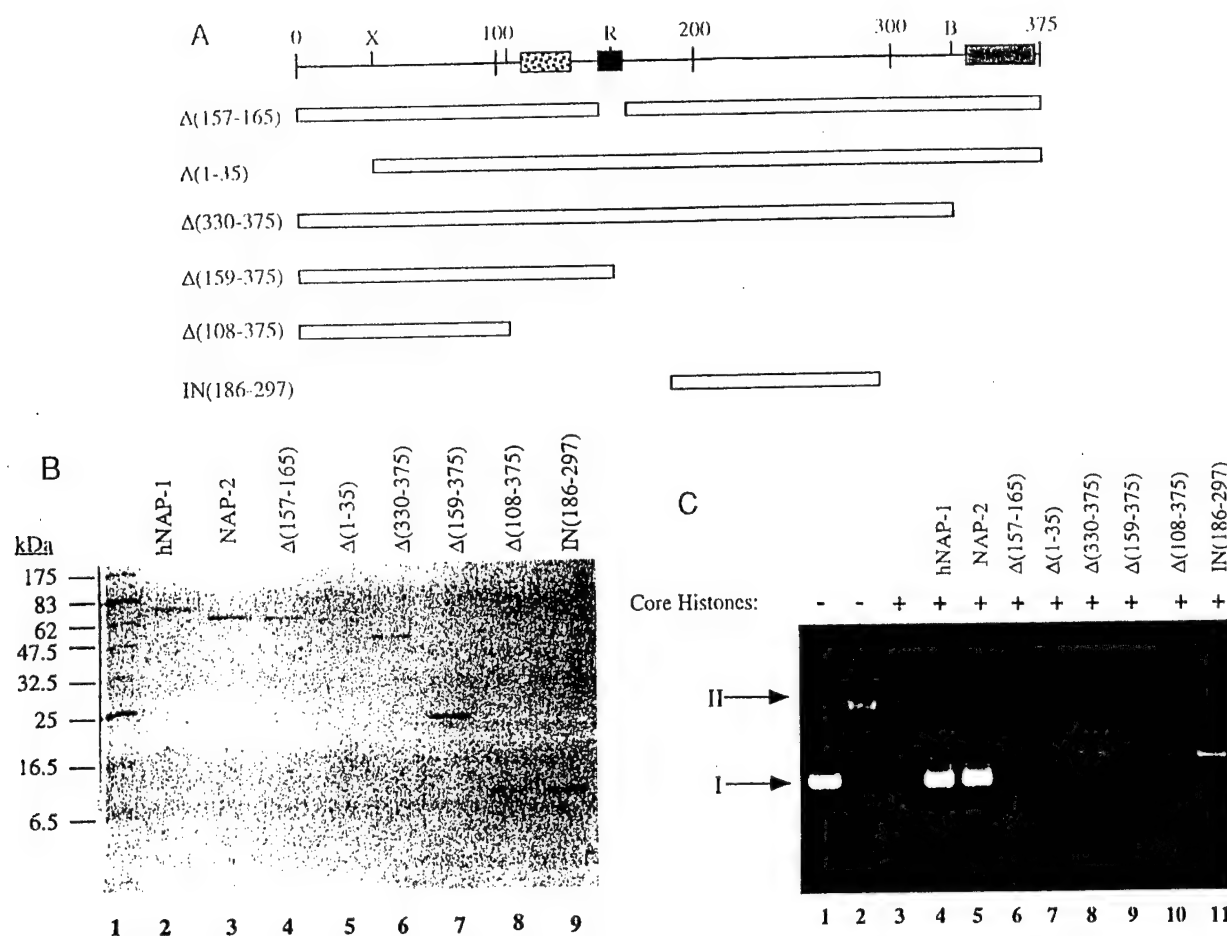 A
0 X 100 R 200 300 B 375
Δ(157-165)
Λ(1-35)
Δ(330-375)
Δ(159-375)
Δ(108-375)
IN(186-297)
B
kDa
hNAP-1
NAP-2
Δ(157-165)
Δ(1-35)
Δ(330-375)
Δ(159-375)
Δ(108-375)
IN(186-297)
175
83
62
47.5
32.5
25
16.5
6.5
1 2 3 4 5 6 7 8 9
C
hNAP-1
NAP-2
Δ(157-165)
Δ(1-35)
Δ(330-375)
Δ(159-375)
Δ(108-375)
IN(186-297)
Core Histones: - - + + + + + + + + +
II
I
1 2 3 4 5 6 7 8 9 10 11